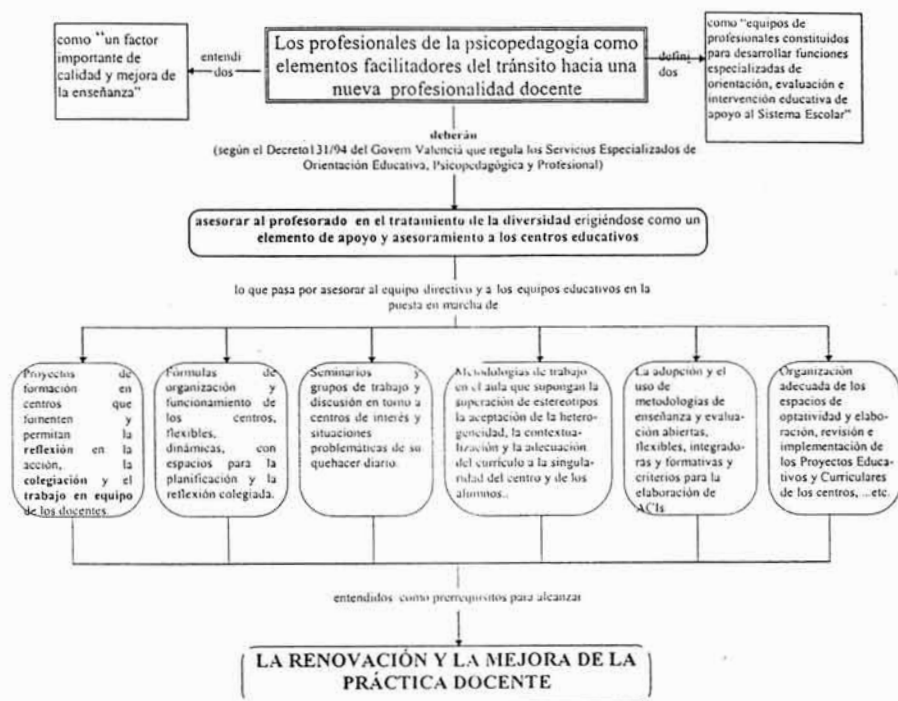 como "un factor
importante de
calidad y mejora de
la enseñanza"
entendi
dos
Los profesionales de la psicopedagogía como
elementos facilitadores del tránsito hacia una
nueva profesionalidad docente
defini
dos
como "equipos de
profesionales constituidos
para desarrollar funciones
especializadas de
orientación, evaluación e
intervención educativa de
apoyo al Sistema Escolar"
deberán
(según el Decreto131/94 del Govern Valenciá que regula los Servicios Especializados de
Orientación Educativa, Psicopedagógica y Profesional)
asesorar al profesorado en el tratamiento de la diversidad erigiéndose como un
elemento de apoyo y asesoramiento a los centros educativos
lo que pasa por asesorar al equipo directivo y a los equipos educativos en la
puesta en marcha de
Proyectos de
formación en
centros que
fomenten y
permitan la
reflexión en la
acción, la
colegiación y el
trabajo en equipo
de los docentes.
Fórmulas de
organización y
funcionamiento de
los centros,
flexibles,
dinámicas, con
espacios para la
planificación y la
reflexión colegiada.
Seminarios y
grupos de trabajo y
discusión en torno a
centros de interés y
situaciones
problemáticas de su
quehacer diario.
Metodologías de trabajo
en el aula que supongan la
superación de estereotipos
la aceptación de la hetero-
geneidad, la contextua-
lización y la adecuación
del currículo a la singula-
ridad del centro y de los
alumnos..
La adopción y el
uso de
metodologías de
enseñanza y evalua-
ción abiertas,
flexibles, integrado-
ras y formativas y
criterios para la
elaboración de
ACIs
Organización
adecuada de los
espacios de
optatividad y elabo-
ración, revisión e
implementación de
los Proyectos Educa-
tivos y Curriculares
de los centros, ...etc.
entendidos como prerrequisitos para alcanzar
LA RENOVACIÓN Y LA MEJORA DE LA
PRÁCTICA DOCENTE